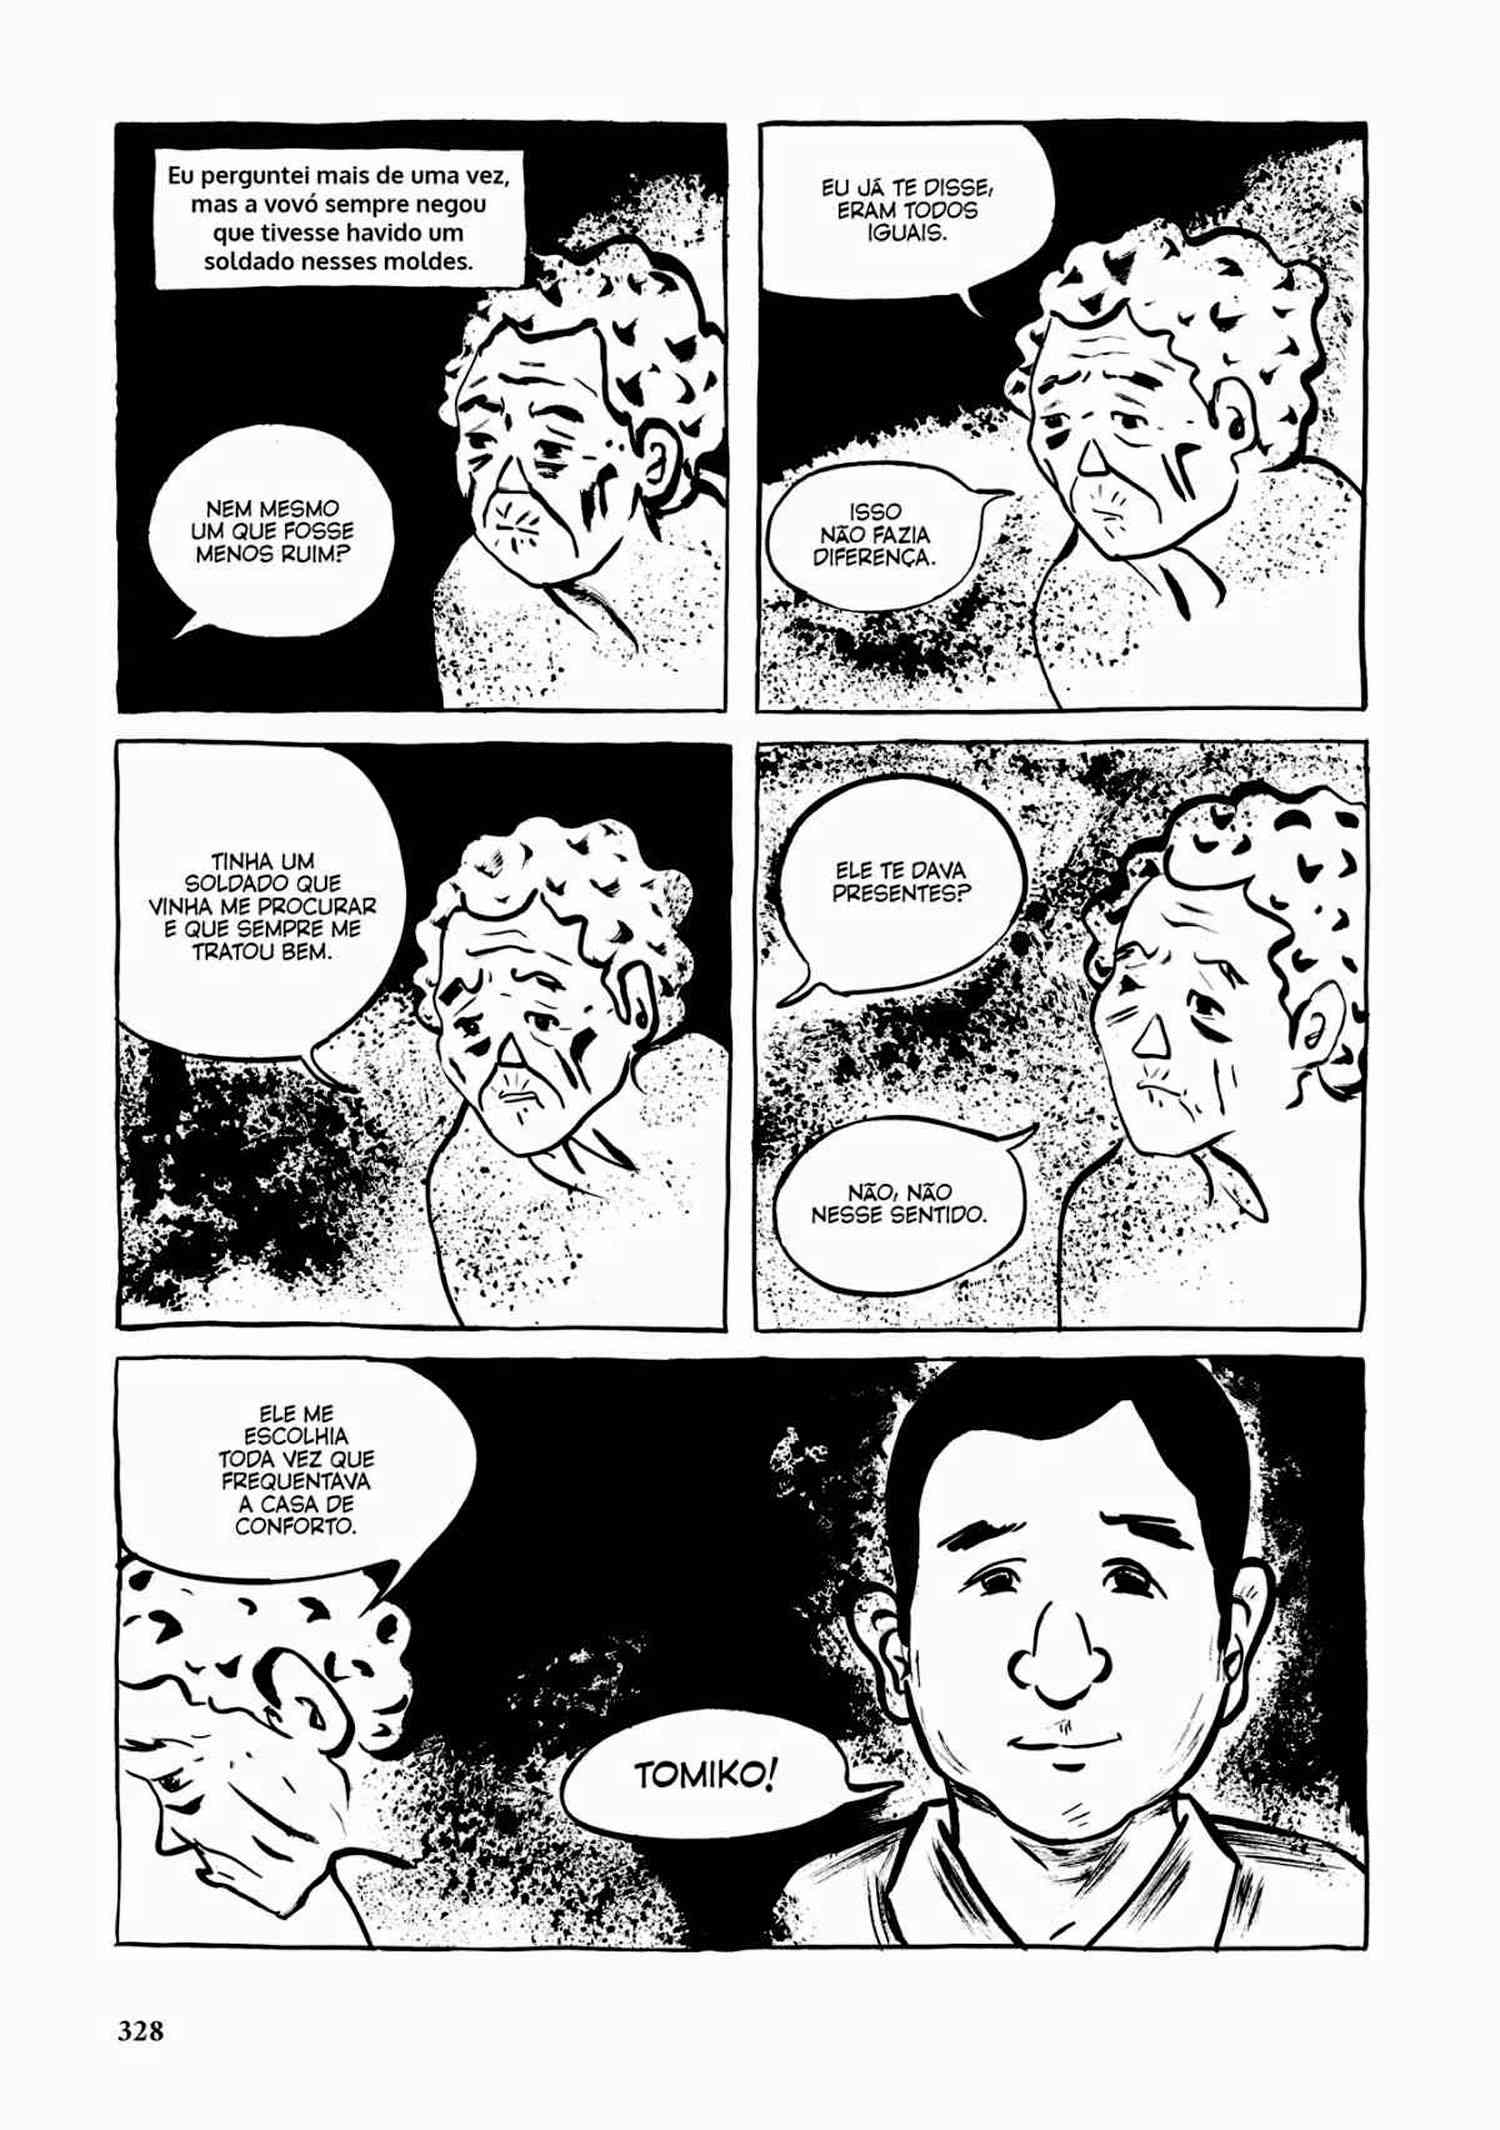 Eu perguntei mais de uma vez,
mas a vovó sempre negou
que tivesse havido um
soldado nesses moldes.
NEM MESMO
UM QUE FOSSE
MENOS RUIM?
EU JÁ TE DISSE,
ERAM TODOS
IGUAIS.
ISSO
NÃO FAZIA
DIFERENÇA.
TINHA UM
SOLDADO QUE
VINHA ME PROCURAR
E QUE SEMPRE ME
TRATOU BEM.
ELE TE DAVA
PRESENTES?
NÃO, NÃO
NESSE SENTIDO.
ELE ME
ESCOLHIA
TODA VEZ QUE
FREQUENTAVA
A CASA DE
CONFORTO.
TOMIKO!
328